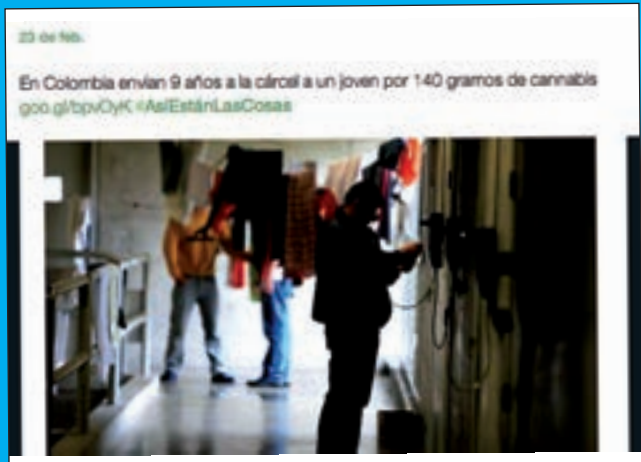 23 de feb.
En Colombia envían 9 años a la cárcel a un joven por 140 gramos de cannabis
goo.gl/bpvOyK #AsíEstánLasCosas